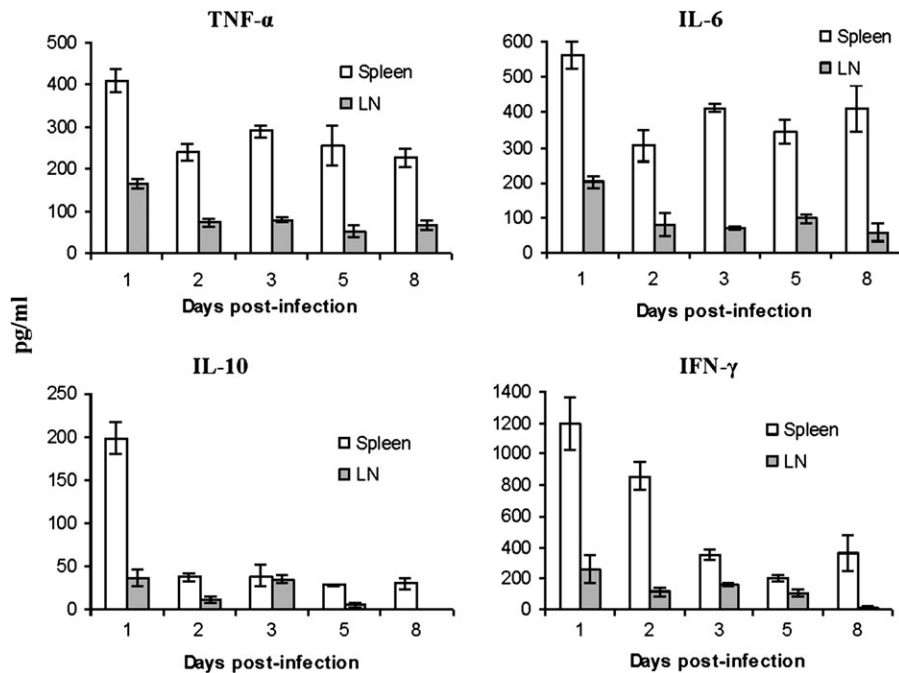 TNF-α
500
400
300
200
100
0
Spleen
LN
1 2 3 5 8
Days post-infection
IL-6
600
500
400
300
200
100
0
Spleen
LN
1 2 3 5 8
Days post-infection
pg/ml
IL-10
250
200
150
100
50
0
Spleen
LN
1 2 3 5 8
Days post-infection
IFN-γ
1400
1200
1000
800
600
400
200
0
Spleen
LN
1 2 3 5 8
Days post-infection